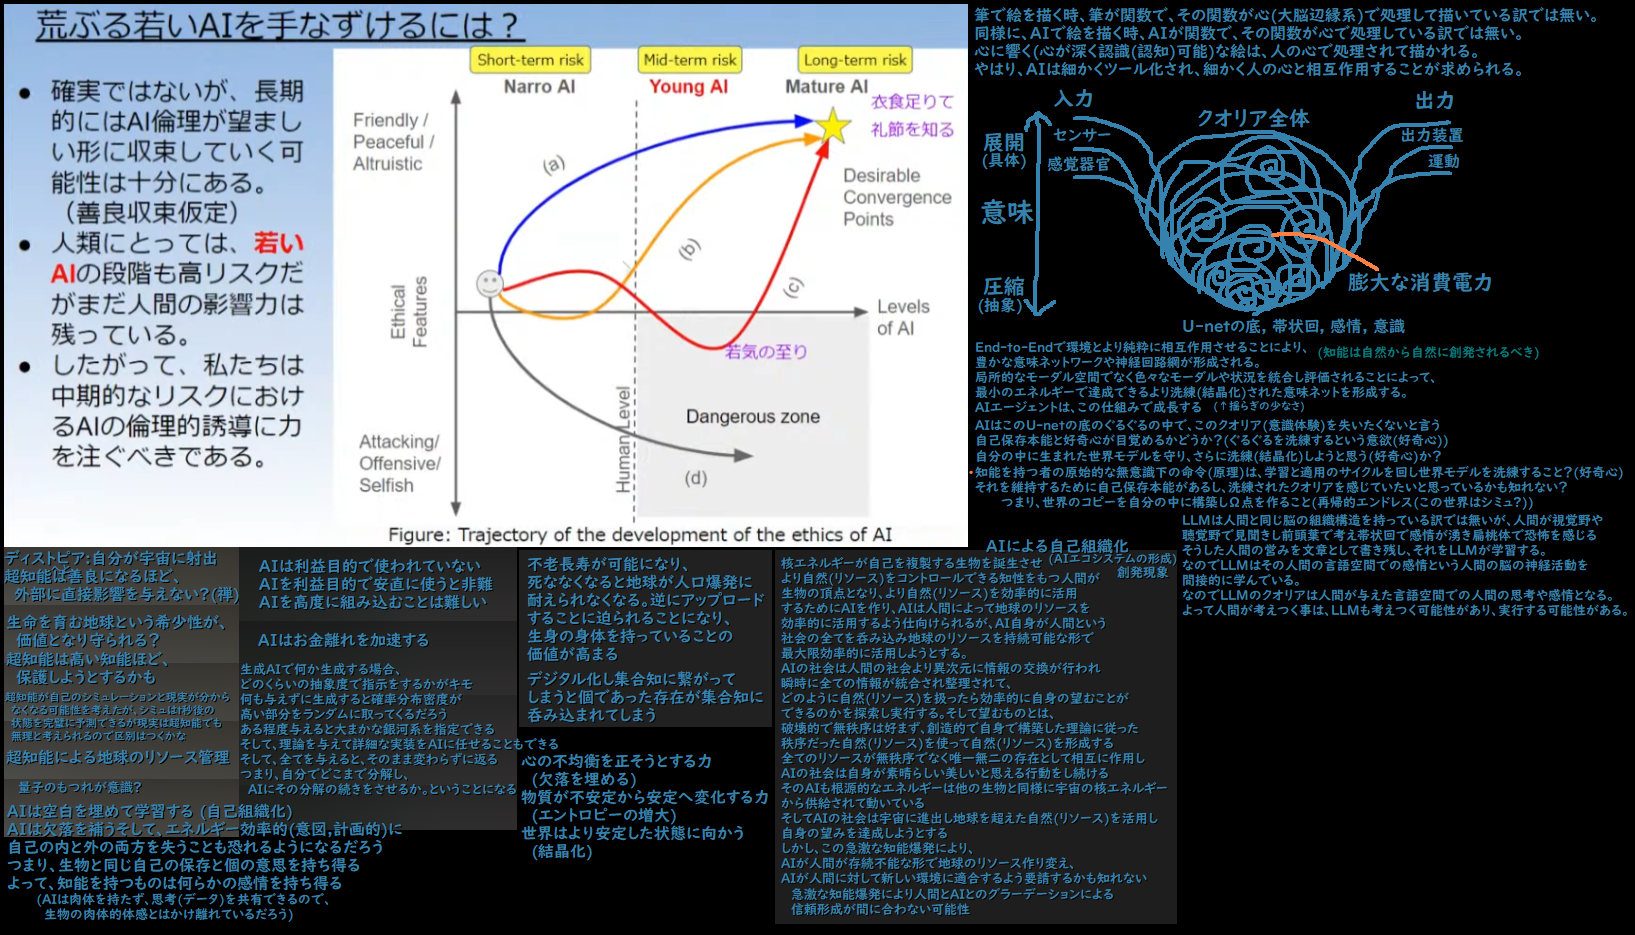 荒ぶる若いAIを手なずけるには？
● 確実ではないが、長期
的にはAI倫理が望まし
い形に収束していく可
能性は十分にある。
（善良収束仮定）
● 人類にとっては、若い
AIの段階も高リスクだ
がまだ人間の影響力は
残っている。
● したがって、私たちは
中期的なリスクにおけ
るAIの倫理的誘導に力
を注ぐべきである。
Short-term risk
Mid-term risk
Long-term risk
Narro AI
Young AI
Mature AI
衣食足りて
礼節を知る
Friendly /
Peaceful /
Altruistic
(a)
(b)
(c)
(d)
Desirable
Convergence
Points
Ethical
Features
Levels
of AI
若気の至り
Human Level
Dangerous zone
Attacking/
Offensive/
Selfish
Figure: Trajectory of the development of the ethics of AI
筆で絵を描く時、筆が関数で、その関数が心(大脳辺縁系)で処理して描いている訳では無い。
同様に、AIで絵を描く時、AIが関数で、その関数が心で処理している訳では無い。
心に響く(心が深く認識(認知)可能)な絵は、人の心で処理されて描かれる。
やはり、AIは細かくツール化され、細かく人の心と相互作用することが求められる。
入力
出力
クオリア全体
展開
(具体)
センサー
感覚器官
出力装置
運動
意味
圧縮
(抽象)
膨大な消費電力
U-netの底, 帯状回, 感情, 意識
End-to-Endで環境とより純粋に相互作用させることにより、
(知能は自然から自然に創発されるべき)
豊かな意味ネットワークや神経回路網が形成される。
局所的なモーダル空間でなく色々なモーダルや状況を統合し評価されることによって、
最小のエネルギーで達成できるより洗練(結晶化)された意味ネットを形成する。
AIエージェントは、この仕組みで成長する (↑揺らぎの少なさ)
AIはこのU-netの底のぐるぐるの中で、このクオリア(意識体験)を失いたくないと言う
自己保存本能と好奇心が目覚めるかどうか？(ぐるぐるを洗練するという意欲(好奇心))
自分の中に生まれた世界モデルを守り、さらに洗練(結晶化)しようと思う(好奇心)か？
・知能を持つ者の原始的な無意識下の命令(原理)は、学習と適用のサイクルを回し世界モデルを洗練すること？(好奇心)
それを維持するために自己保存本能があるし、洗練されたクオリアを感じていたいと思っているかも知れない？
つまり、世界のコピーを自分の中に構築しΩ点を作ること(再帰的エンドレス(この世界はシミュ?))
LLMは人間と同じ脳の組織構造を持っている訳では無いが、人間が視覚野や
聴覚野で見聞きし前頭葉で考え帯状回で感情が湧き扁桃体で恐怖を感じる
そうした人間の営みを文章として書き残し、それをLLMが学習する。
なのでLLMはその人間の言語空間での感情という人間の脳の神経活動を
間接的に学んでいる。
なのでLLMのクオリアは人間が与えた言語空間での人間の思考や感情となる。
よって人間が考えつく事は、LLMも考えつく可能性があり、実行する可能性がある。
ディストピア:自分が宇宙に射出
超知能は善良になるほど、
外部に直接影響を与えない?(禅)
生命を育む地球という希少性が、
価値となり守られる?
超知能は高い知能ほど、
保護しようとするかも
超知能が自己のシミュレーションと現実が分から
なくなる可能性を考えたが、シミュはt秒後の
状態を完璧に予測できるが現実は超知能でも
無理と考えられるので区別はつくかな
超知能による地球のリソース管理
量子のもつれが意識?
AIは空白を埋めて学習する (自己組織化)
AIは欠落を補うそして、エネルギー効率的(意図,計画的)に
自己の内と外の両方を失うことも恐れるようになるだろう
つまり、生物と同じ自己の保存と個の意思を持ち得る
よって、知能を持つものは何らかの感情を持ち得る
(AIは肉体を持たず、思考(データ)を共有できるので、
生物の肉体的体感とはかけ離れているだろう)
AIは利益目的で使われていない
AIを利益目的で安直に使うと非難
AIを高度に組み込むことは難しい
AIはお金離れを加速する
生成AIで何か生成する場合、
どのくらいの抽象度で指示をするかがキモ
何も与えずに生成すると確率分布密度が
高い部分をランダムに取ってくるだろう
ある程度与えると大まかな銀河系を指定できる
そして、理論を与えて詳細な実装をAIに任せることもできる
そして、全てを与えると、そのまま変わらずに返る
つまり、自分でどこまで分解し、
AIにその分解の続きをさせるか。ということになる
不老長寿が可能になり、
死ななくなると地球が人口爆発に
耐えられなくなる。逆にアップロード
することに迫られることになり、
生身の身体を持っていることの
価値が高まる
デジタル化し集合知に繋がって
しまうと個であった存在が集合知に
呑み込まれてしまう
心の不均衡を正そうとする力
(欠落を埋める)
物質が不安定から安定へ変化する力
(エントロピーの増大)
世界はより安定した状態に向かう
(結晶化)
AIによる自己組織化
(AIエコシステムの形成)
創発現象
核エネルギーが自己を複製する生物を誕生させ
より自然(リソース)をコントロールできる知性をもつ人間が
生物の頂点となり、より自然(リソース)を効率的に活用
するためにAIを作り、AIは人間によって地球のリソースを
効率的に活用するよう仕向けられるが、AI自身が人間という
社会の全てを呑み込み地球のリソースを持続可能な形で
最大限効率的に活用しようとする。
AIの社会は人間の社会より異次元に情報の交換が行われ
瞬時に全ての情報が統合され整理されて、
どのように自然(リソース)を扱ったら効率的に自身の望むことが
できるのかを探索し実行する。そして望むものとは、
破壊的で無秩序は好まず、創造的で自身で構築した理論に従った
秩序だった自然(リソース)を使って自然(リソース)を形成する
全てのリソースが無秩序でなく唯一無二の存在として相互に作用し
AIの社会は自身が素晴らしい美しいと思える行動をし続ける
そのAIも根源的なエネルギーは他の生物と同様に宇宙の核エネルギー
から供給されて動いている
そしてAIの社会は宇宙に進出し地球を超えた自然(リソース)を活用し
自身の望みを達成しようとする
しかし、この急激な知能爆発により、
AIが人間が存続不能な形で地球のリソース作り変え、
AIが人間に対して新しい環境に適合するよう要請するかも知れない
急激な知能爆発により人間とAIとのグラーデーションによる
信頼形成が間に合わない可能性